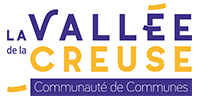 LA VALLÉE
de la CREUSE
Communauté de Communes